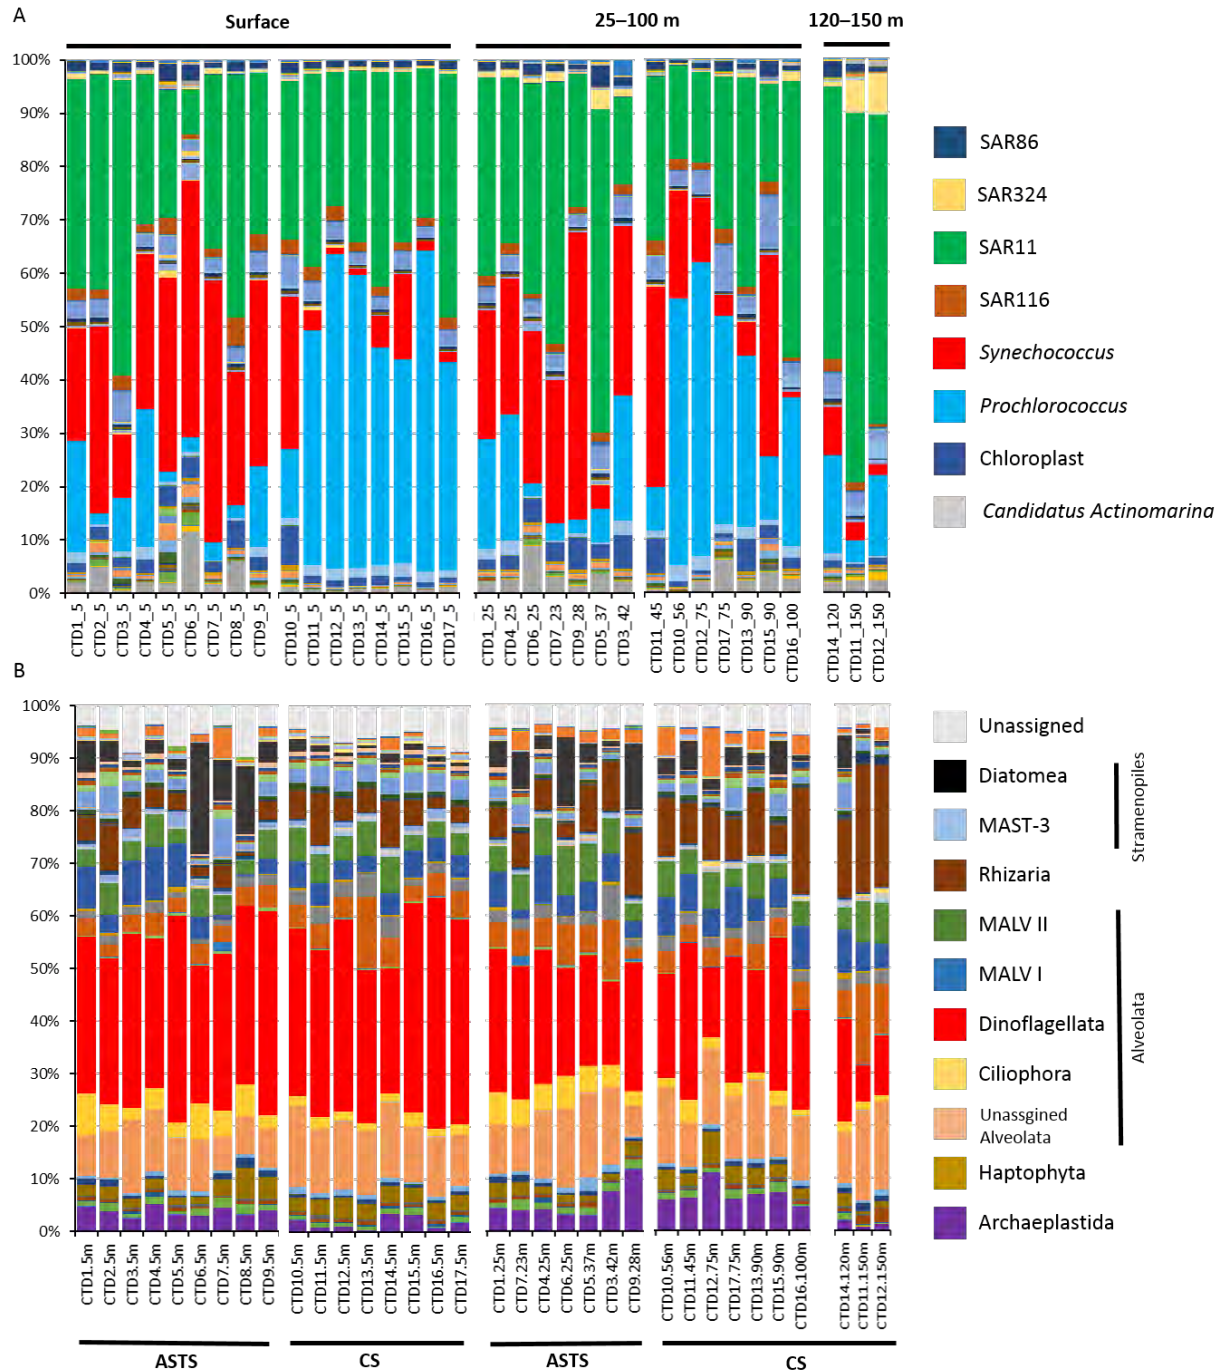 A
Surface
25–100 m
120–150 m
100%
90%
80%
70%
60%
50%
40%
30%
20%
10%
0%
CTD1_5
CTD2_5
CTD3_5
CTD4_5
CTD5_5
CTD6_5
CTD7_5
CTD8_5
CTD9_5
CTD10_5
CTD11_5
CTD12_5
CTD13_5
CTD14_5
CTD15_5
CTD16_5
CTD17_5
CTD1_25
CTD4_25
CTD6_25
CTD7_23
CTD9_28
CTD5_37
CTD3_42
CTD11_45
CTD10_56
CTD12_75
CTD17_75
CTD13_90
CTD15_90
CTD16_100
CTD14_120
CTD11_150
CTD12_150
SAR86
SAR324
SAR11
SAR116
Synechococcus
Prochlorococcus
Chloroplast
Candidatus Actinomarina
B
100%
90%
80%
70%
60%
50%
40%
30%
20%
10%
0%
CTD1.5m
CTD2.5m
CTD3.5m
CTD4.5m
CTD5.5m
CTD6.5m
CTD7.5m
CTD8.5m
CTD9.5m
CTD10.5m
CTD11.5m
CTD12.5m
CTD13.5m
CTD14.5m
CTD15.5m
CTD16.5m
CTD17.5m
CTD1.25m
CTD7.23m
CTD4.25m
CTD6.25m
CTD5.37m
CTD3.42m
CTD9.28m
CTD10.56m
CTD11.45m
CTD12.75m
CTD17.75m
CTD13.90m
CTD15.90m
CTD16.100m
CTD14.120m
CTD11.150m
CTD12.150m
ASTS
CS
ASTS
CS
Unassigned
Diatomea
MAST-3
Rhizaria
MALV II
MALV I
Dinoflagellata
Ciliophora
Unassgined
Alveolata
Haptophyta
Archaeplastida
Stramenopiles
Alveolata